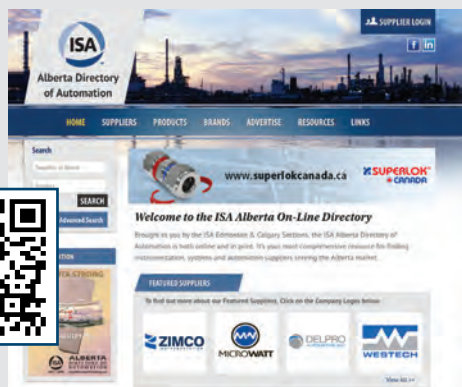 SUPPLIER LOGIN
ISA
Alberta Directory
of Automation
f in
HOME SUPPLIERS PRODUCTS BRANDS ADVERTISE RESOURCES LINKS
Search
SEARCH
Advanced Search
www.superlokcanada.ca
SUPERLOK
CANADA
Welcome to the ISA Alberta On-Line Directory
Brought to you by the ISA Edmonton & Calgary Sections, the ISA Alberta Directory of
Automation is both online and in print. It's your most comprehensive resource for finding
instrumentation, systems and automation suppliers serving the Alberta market.
FEATURED SUPPLIERS
To find out more about our Featured Suppliers, Click on the Company Logos below.
ZIMCO
MICROWATT
DELPRO
WESTECH
View All >>
ISA ALBERTA